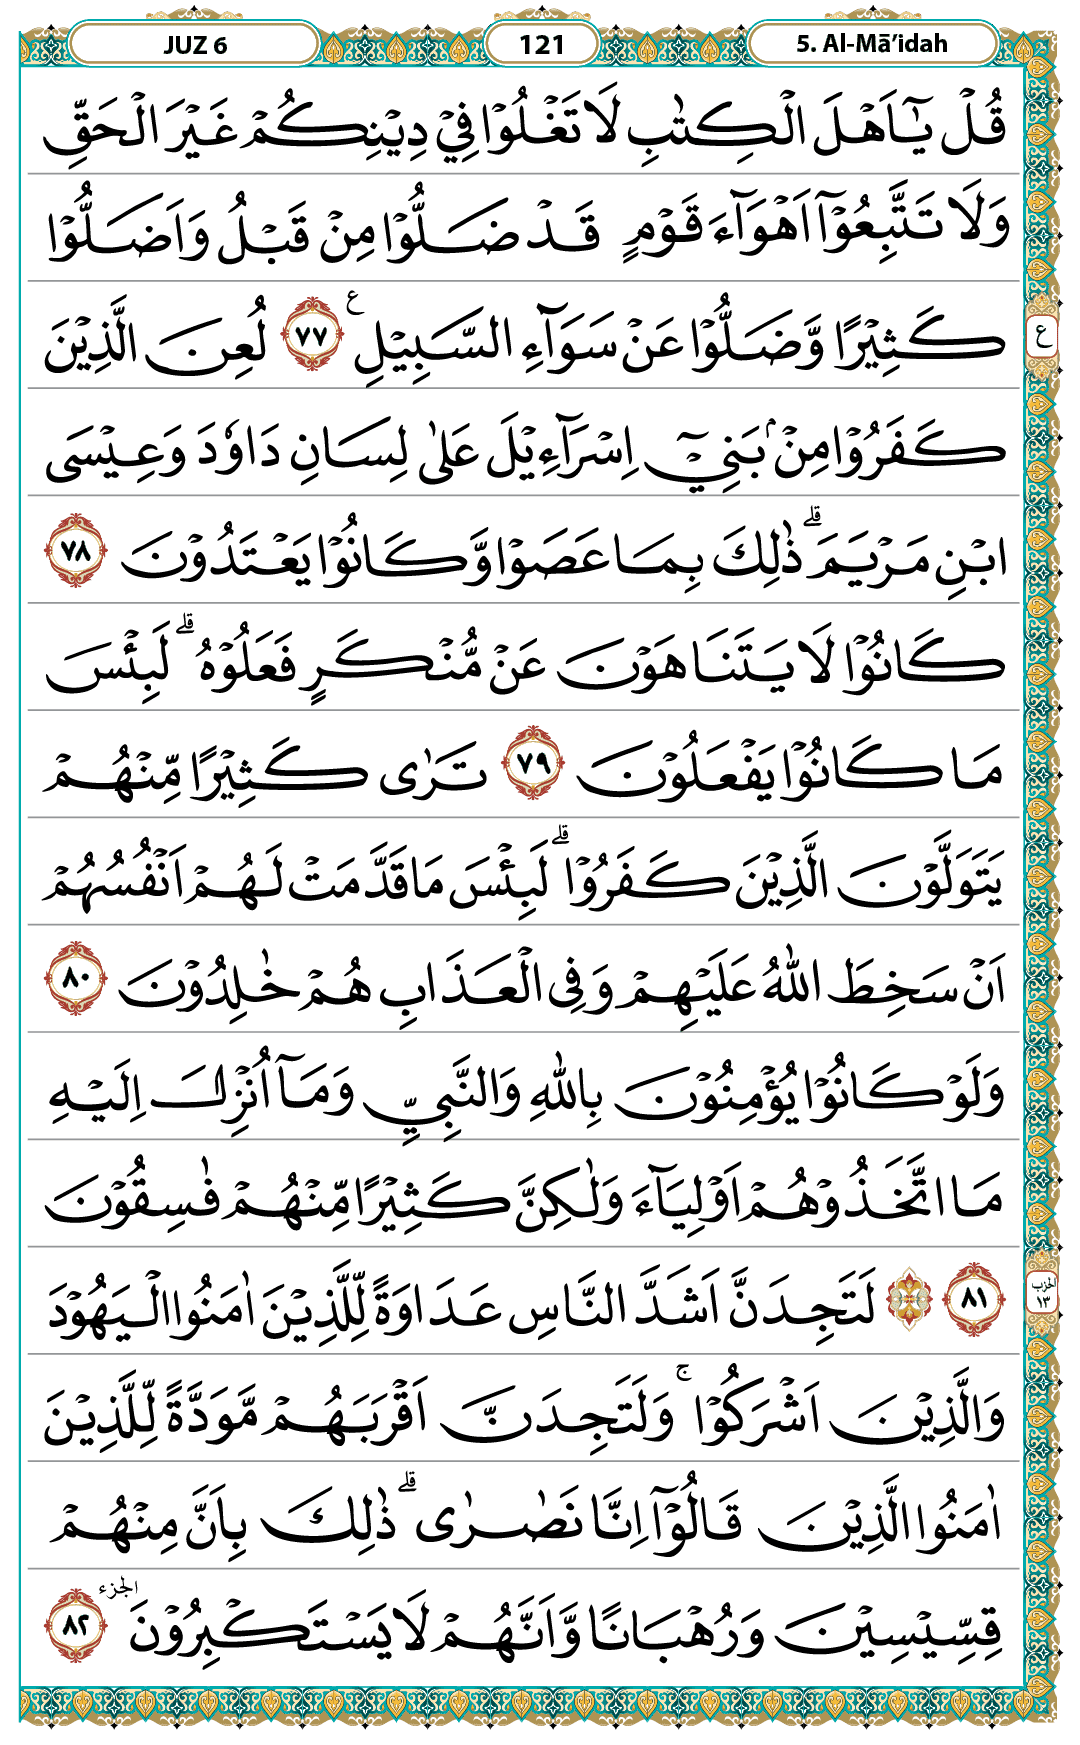 JUZ 6
121
5. Al-Mā’idah
قُلْ يٰٓاَهْلَ الْكِتٰبِ لَا تَغْلُوْا فِيْ دِيْنِكُمْ غَيْرَ الْحَقِّ
وَلَا تَتَّبِعُوْٓا اَهْوَاۤءَ قَوْمٍ قَدْ ضَلُّوْا مِنْ قَبْلُ وَاَضَلُّوْا
كَثِيْرًا وَّضَلُّوْا عَنْ سَوَاۤءِ السَّبِيْلِ ࣖ ٧٧ لُعِنَ الَّذِيْنَ
ع
كَفَرُوْا مِنْۢ بَنِيْٓ اِسْرَاۤءِيْلَ عَلٰى لِسَانِ دَاوٗدَ وَعِيْسَى
ابْنِ مَرْيَمَ ۗ ذٰلِكَ بِمَا عَصَوْا وَّكَانُوْا يَعْتَدُوْنَ ٧٨
كَانُوْا لَا يَتَنَاهَوْنَ عَنْ مُّنْكَرٍ فَعَلُوْهُ ۗ لَبِئْسَ
مَا كَانُوْا يَفْعَلُوْنَ ٧٩ تَرٰى كَثِيْرًا مِّنْهُمْ
يَتَوَلَّوْنَ الَّذِيْنَ كَفَرُوْا ۗ لَبِئْسَ مَا قَدَّمَتْ لَهُمْ اَنْفُسُهُمْ
اَنْ سَخِطَ اللّٰهُ عَلَيْهِمْ وَفِى الْعَذَابِ هُمْ خٰلِدُوْنَ ٨٠
وَلَوْ كَانُوْا يُؤْمِنُوْنَ بِاللّٰهِ وَالنَّبِيِّ وَمَآ اُنْزِلَ اِلَيْهِ
مَا اتَّخَذُوْهُمْ اَوْلِيَاۤءَ وَلٰكِنَّ كَثِيْرًا مِّنْهُمْ فٰسِقُوْنَ
٨١ ۞ لَتَجِدَنَّ اَشَدَّ النَّاسِ عَدَاوَةً لِّلَّذِيْنَ اٰمَنُوا الْيَهُوْدَ
الحزب
١٣
وَالَّذِيْنَ اَشْرَكُوْا ۚ وَلَتَجِدَنَّ اَقْرَبَهُمْ مَّوَدَّةً لِّلَّذِيْنَ
اٰمَنُوا الَّذِيْنَ قَالُوْٓا اِنَّا نَصٰرٰى ۗ ذٰلِكَ بِاَنَّ مِنْهُمْ
قِسِّيْسِيْنَ وَرُهْبَانًا وَّاَنَّهُمْ لَا يَسْتَكْبِرُوْنَ الجزء ٨٢